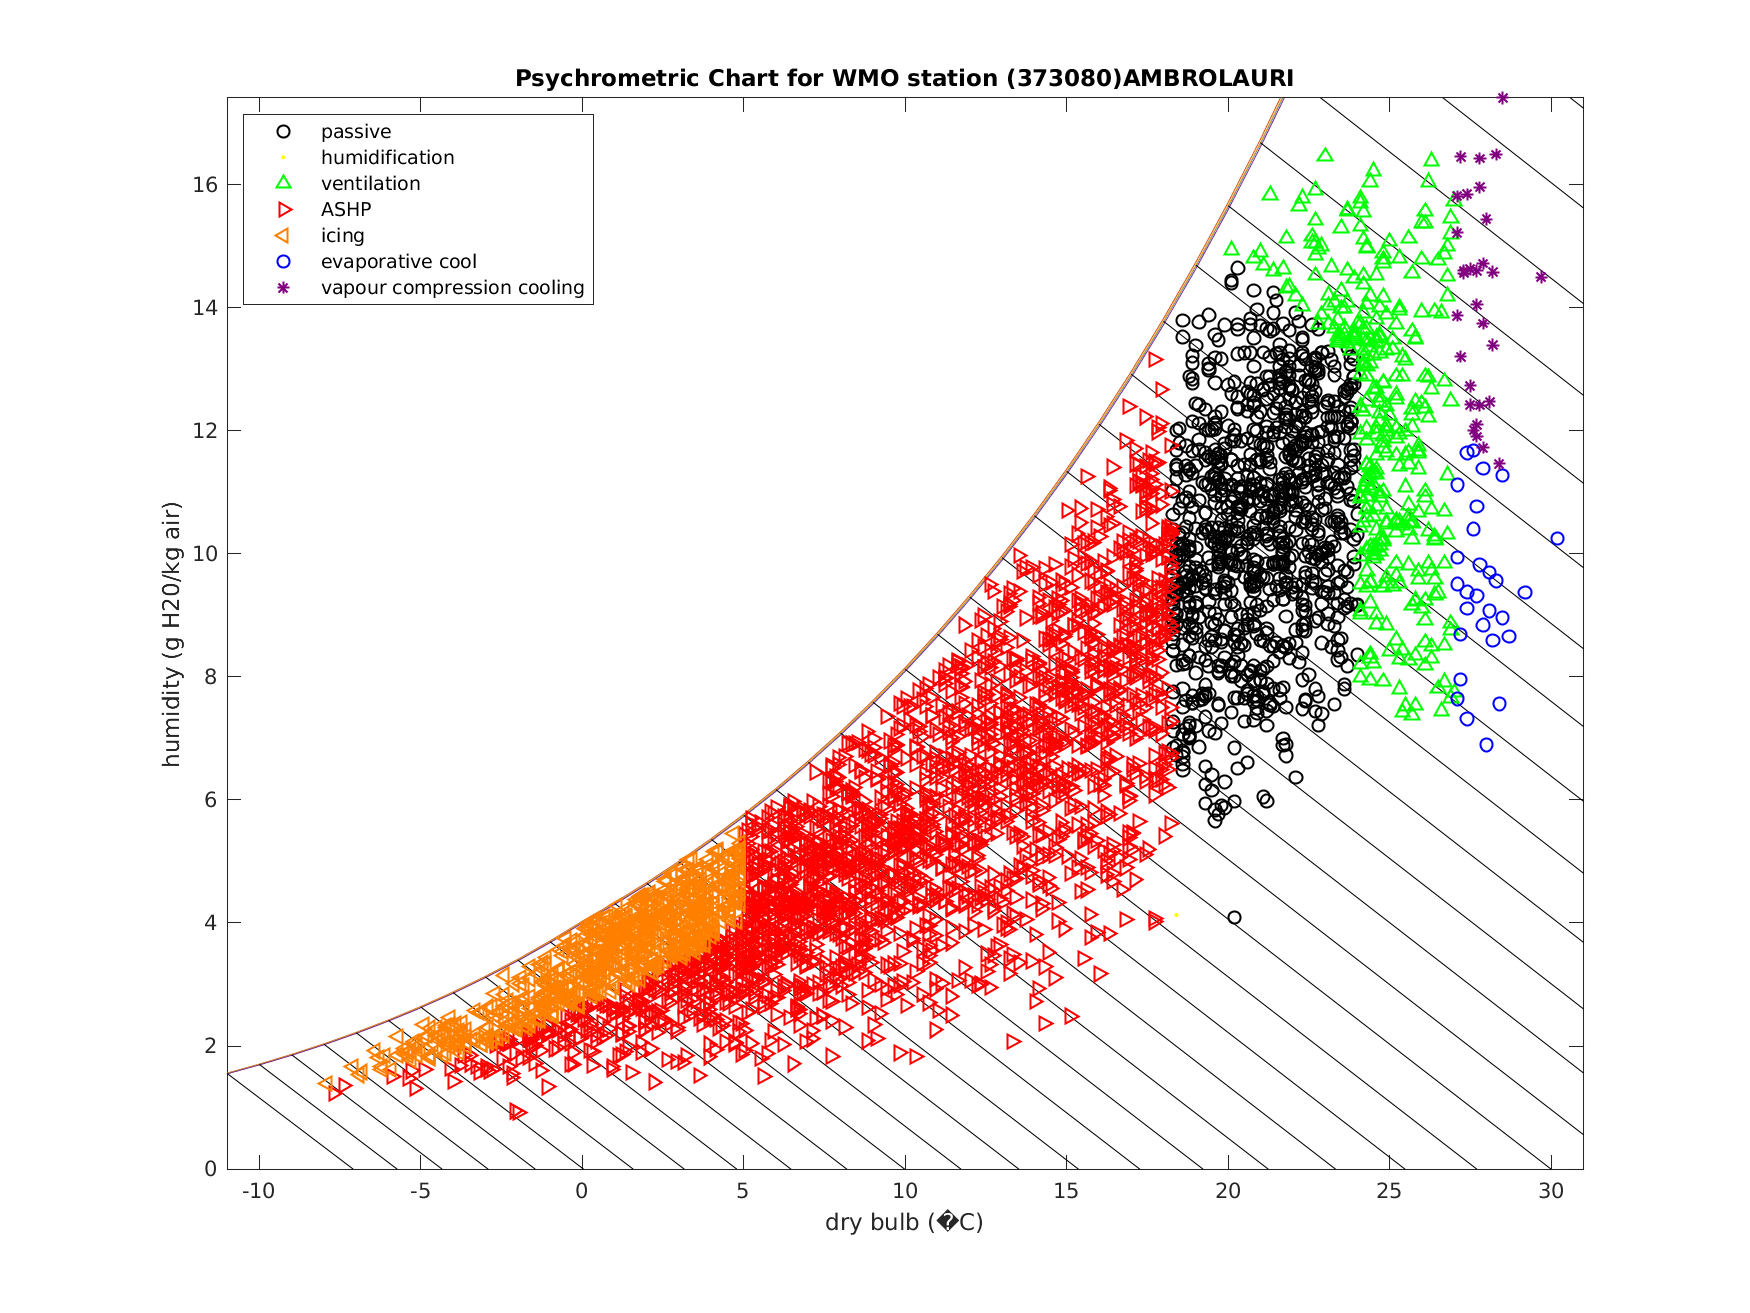 Psychrometric Chart for WMO station (373080)AMBROLAURI
passive
humidification
ventilation
ASHP
icing
evaporative cool
vapour compression cooling
humidity (g H20/kg air)
16
14
12
10
8
6
4
2
0
-10 -5 0 5 10 15 20 25 30
dry bulb (�C)